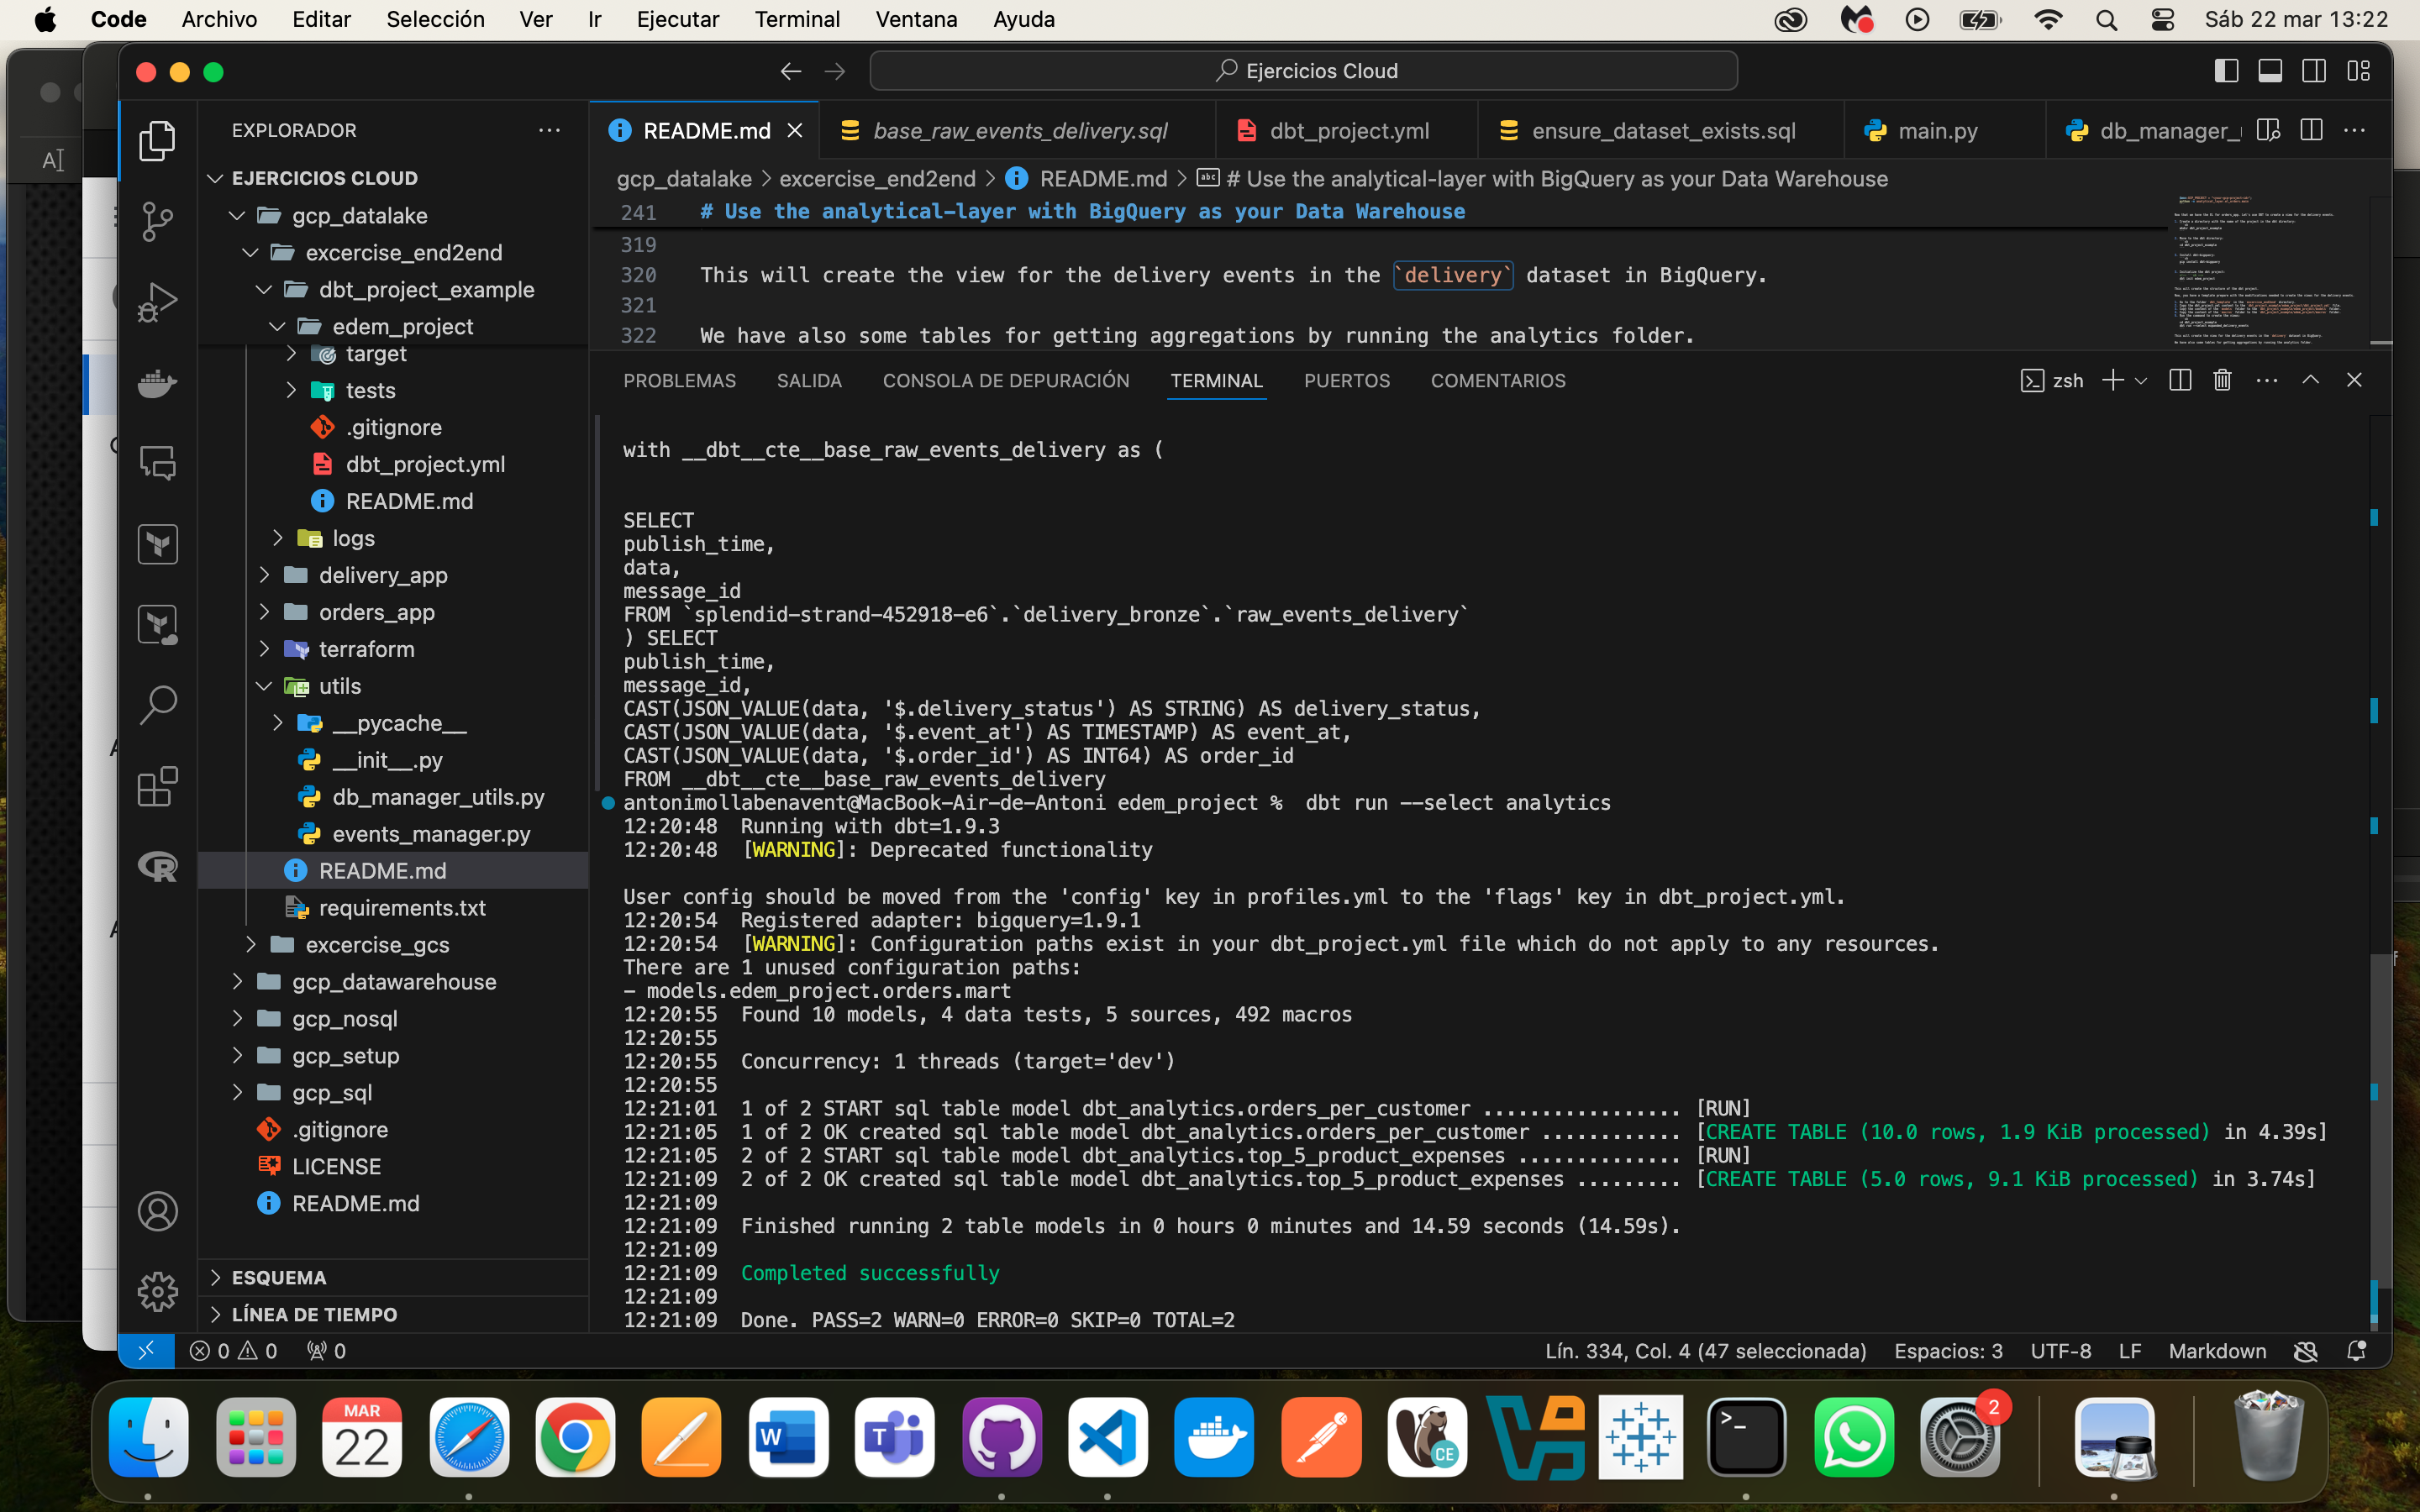 Code Archivo Editar Selección Ver Ir Ejecutar Terminal Ventana Ayuda Sáb 22 mar 13:22
Ejercicios Cloud
EXPLORADOR
EJERCICIOS CLOUD
gcp_datalake
excercise_end2end
dbt_project_example
edem_project
target
tests
.gitignore
dbt_project.yml
README.md
logs
delivery_app
orders_app
terraform
utils
__pycache__
__init__.py
db_manager_utils.py
events_manager.py
README.md
requirements.txt
excercise_gcs
gcp_datawarehouse
gcp_nosql
gcp_setup
gcp_sql
.gitignore
LICENSE
README.md
ESQUEMA
LÍNEA DE TIEMPO
README.md base_raw_events_delivery.sql dbt_project.yml ensure_dataset_exists.sql main.py db_manager_
gcp_datalake > excercise_end2end > README.md > # Use the analytical-layer with BigQuery as your Data Warehouse
241 # Use the analytical-layer with BigQuery as your Data Warehouse
319
320 This will create the view for the delivery events in the `delivery` dataset in BigQuery.
321
322 We have also some tables for getting aggregations by running the analytics folder.
PROBLEMAS SALIDA CONSOLA DE DEPURACIÓN TERMINAL PUERTOS COMENTARIOS zsh
with __dbt__cte__base_raw_events_delivery as (
SELECT
publish_time,
data,
message_id
FROM `splendid-strand-452918-e6`.`delivery_bronze`.`raw_events_delivery`
) SELECT
publish_time,
message_id,
CAST(JSON_VALUE(data, '$.delivery_status') AS STRING) AS delivery_status,
CAST(JSON_VALUE(data, '$.event_at') AS TIMESTAMP) AS event_at,
CAST(JSON_VALUE(data, '$.order_id') AS INT64) AS order_id
FROM __dbt__cte__base_raw_events_delivery
antonimollabenavent@MacBook-Air-de-Antoni edem_project % dbt run --select analytics
12:20:48 Running with dbt=1.9.3
12:20:48 [WARNING]: Deprecated functionality
User config should be moved from the 'config' key in profiles.yml to the 'flags' key in dbt_project.yml.
12:20:54 Registered adapter: bigquery=1.9.1
12:20:54 [WARNING]: Configuration paths exist in your dbt_project.yml file which do not apply to any resources.
There are 1 unused configuration paths:
- models.edem_project.orders.mart
12:20:55 Found 10 models, 4 data tests, 5 sources, 492 macros
12:20:55
12:20:55 Concurrency: 1 threads (target='dev')
12:20:55
12:21:01 1 of 2 START sql table model dbt_analytics.orders_per_customer ................. [RUN]
12:21:05 1 of 2 OK created sql table model dbt_analytics.orders_per_customer ............ [CREATE TABLE (10.0 rows, 1.9 KiB processed) in 4.39s]
12:21:05 2 of 2 START sql table model dbt_analytics.top_5_product_expenses .............. [RUN]
12:21:09 2 of 2 OK created sql table model dbt_analytics.top_5_product_expenses ......... [CREATE TABLE (5.0 rows, 9.1 KiB processed) in 3.74s]
12:21:09
12:21:09 Finished running 2 table models in 0 hours 0 minutes and 14.59 seconds (14.59s).
12:21:09
12:21:09 Completed successfully
12:21:09
12:21:09 Done. PASS=2 WARN=0 ERROR=0 SKIP=0 TOTAL=2
0 0 0 Lín. 334, Col. 4 (47 seleccionada) Espacios: 3 UTF-8 LF Markdown
MAR
22
W
T
CE
>_
2